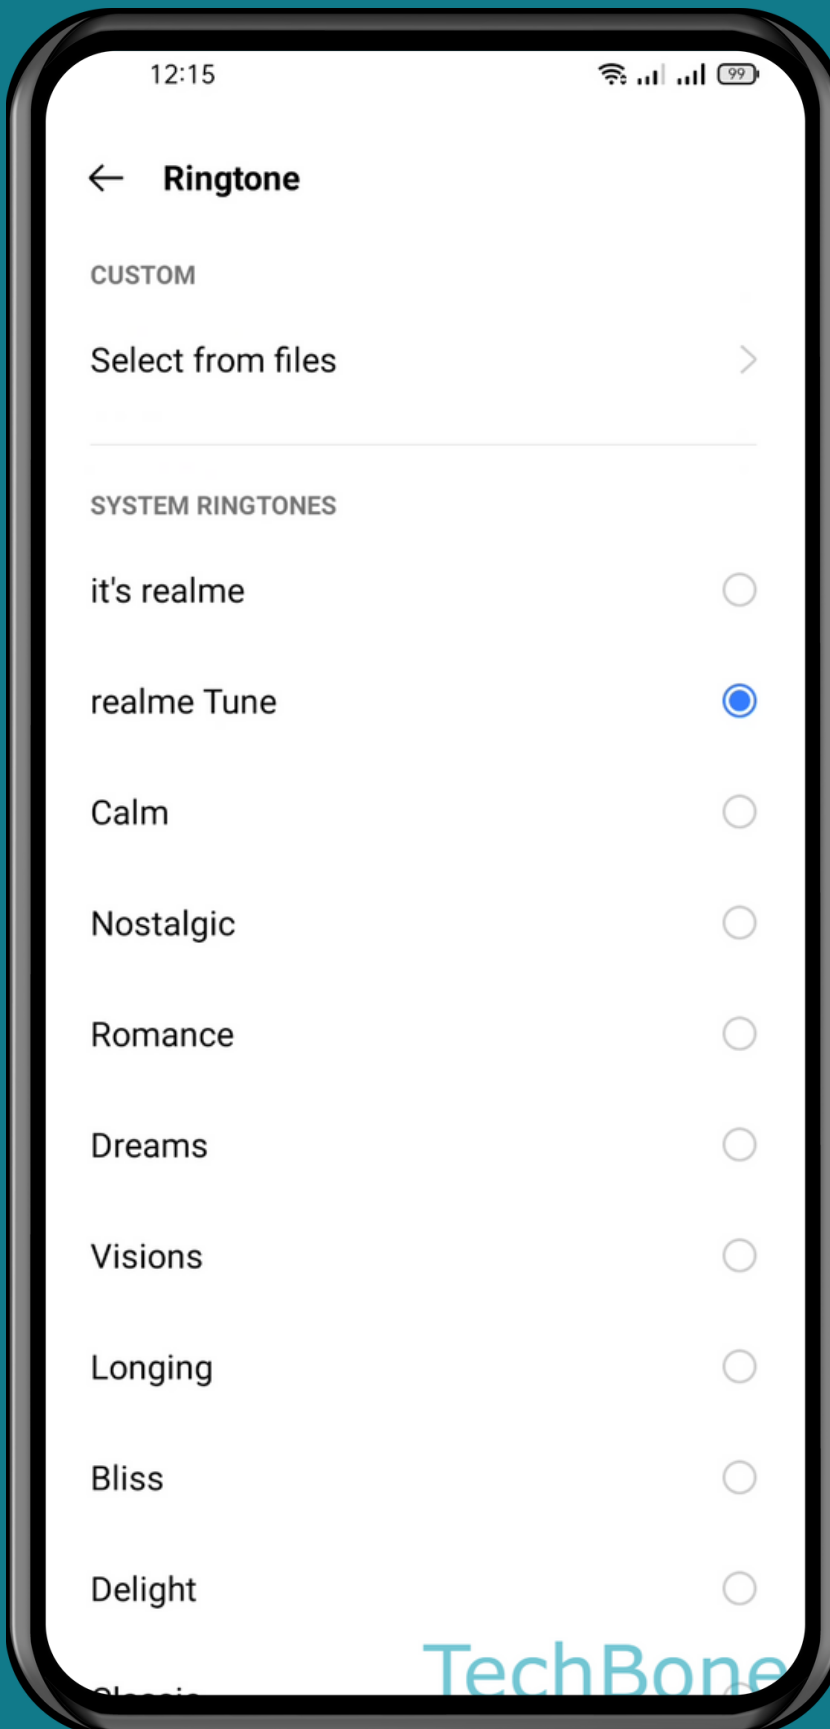 12:15
99
Ringtone
CUSTOM
Select from files
SYSTEM RINGTONES
it's realme
realme Tune
Calm
Nostalgic
Romance
Dreams
Visions
Longing
Bliss
Delight
TechBone
Classic